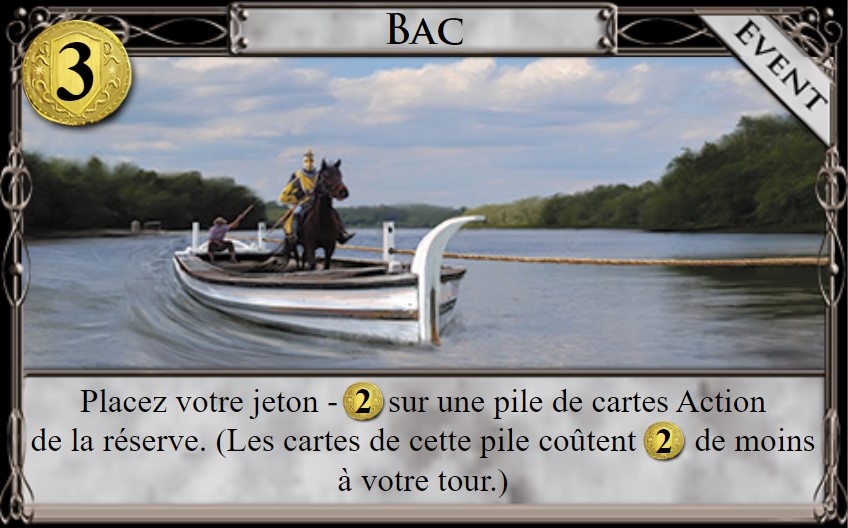 BAC
3
EVENT
Placez votre jeton - 2 sur une pile de cartes Action
de la réserve. (Les cartes de cette pile coûtent 2 de moins
à votre tour.)